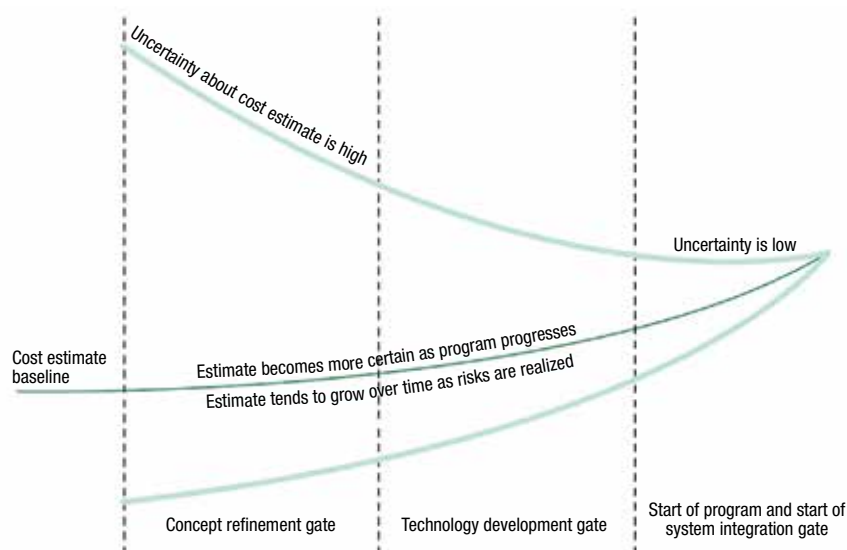 Uncertainty about cost estimate is high
Uncertainty is low
Cost estimate
baseline
Estimate becomes more certain as program progresses
Estimate tends to grow over time as risks are realized
Concept refinement gate
Technology development gate
Start of program and start of
system integration gate